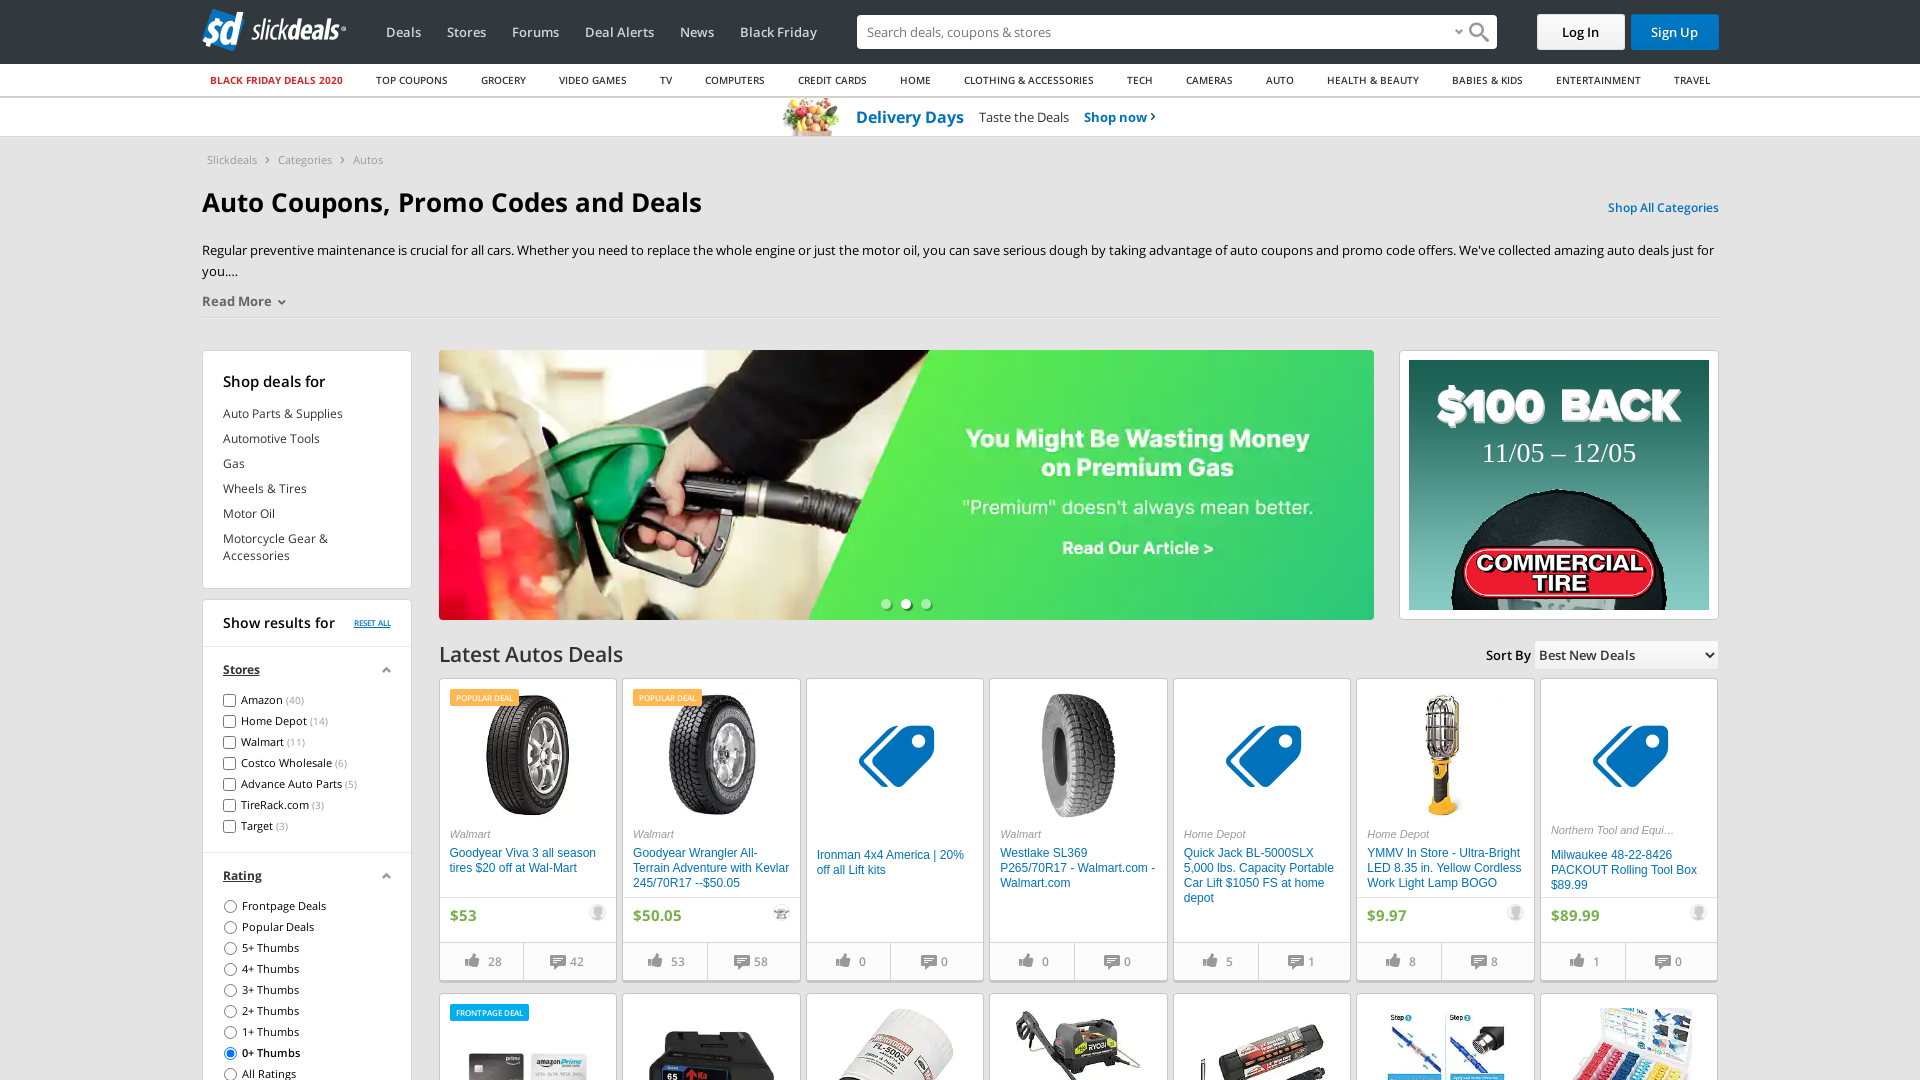 slickdeals
Deals
Stores
Forums
Deal Alerts
News
Black Friday
Search deals, coupons & stores
Log In
Sign Up
BLACK FRIDAY DEALS 2020
TOP COUPONS
GROCERY
VIDEO GAMES
TV
COMPUTERS
CREDIT CARDS
HOME
CLOTHING & ACCESSORIES
TECH
CAMERAS
AUTO
HEALTH & BEAUTY
BABIES & KIDS
ENTERTAINMENT
TRAVEL
Delivery Days Taste the Deals Shop now
Slickdeals > Categories > Autos
Auto Coupons, Promo Codes and Deals
Shop All Categories
Regular preventive maintenance is crucial for all cars. Whether you need to replace the whole engine or just the motor oil, you can save serious dough by taking advantage of auto coupons and promo code offers. We've collected amazing auto deals just for
you....
Read More
Shop deals for
Auto Parts & Supplies
Automotive Tools
Gas
Wheels & Tires
Motor Oil
Motorcycle Gear &
Accessories
Show results for
RESET ALL
Stores
Amazon (40)
Home Depot (14)
Walmart (11)
Costco Wholesale (6)
Advance Auto Parts (5)
TireRack.com (3)
Target (3)
Rating
Frontpage Deals
Popular Deals
5+ Thumbs
4+ Thumbs
3+ Thumbs
2+ Thumbs
1+ Thumbs
0+ Thumbs
All Ratings
You Might Be Wasting Money
on Premium Gas
"Premium" doesn't always mean better.
Read Our Article >
$100 BACK
11/05 – 12/05
COMMERCIAL
TIRE
Latest Autos Deals
Sort By
Best New Deals
POPULAR DEAL
Walmart
Goodyear Viva 3 all season
tires $20 off at Wal-Mart
$53
28
42
POPULAR DEAL
Walmart
Goodyear Wrangler All-
Terrain Adventure with Kevlar
245/70R17 --$50.05
$50.05
53
58
Ironman 4x4 America | 20%
off all Lift kits
0
0
Walmart
Westlake SL369
P265/70R17 - Walmart.com -
Walmart.com
0
0
Home Depot
Quick Jack BL-5000SLX
5,000 lbs. Capacity Portable
Car Lift $1050 FS at home
depot
5
1
Home Depot
YMMV In Store - Ultra-Bright
LED 8.35 in. Yellow Cordless
Work Light Lamp BOGO
$9.97
8
8
Northern Tool and Equi...
Milwaukee 48-22-8426
PACKOUT Rolling Tool Box
$89.99
$89.99
1
0
FRONTPAGE DEAL
prime
amazonPrime
65
Ka
FL-500S
RYOBI
Step 1
Step 2